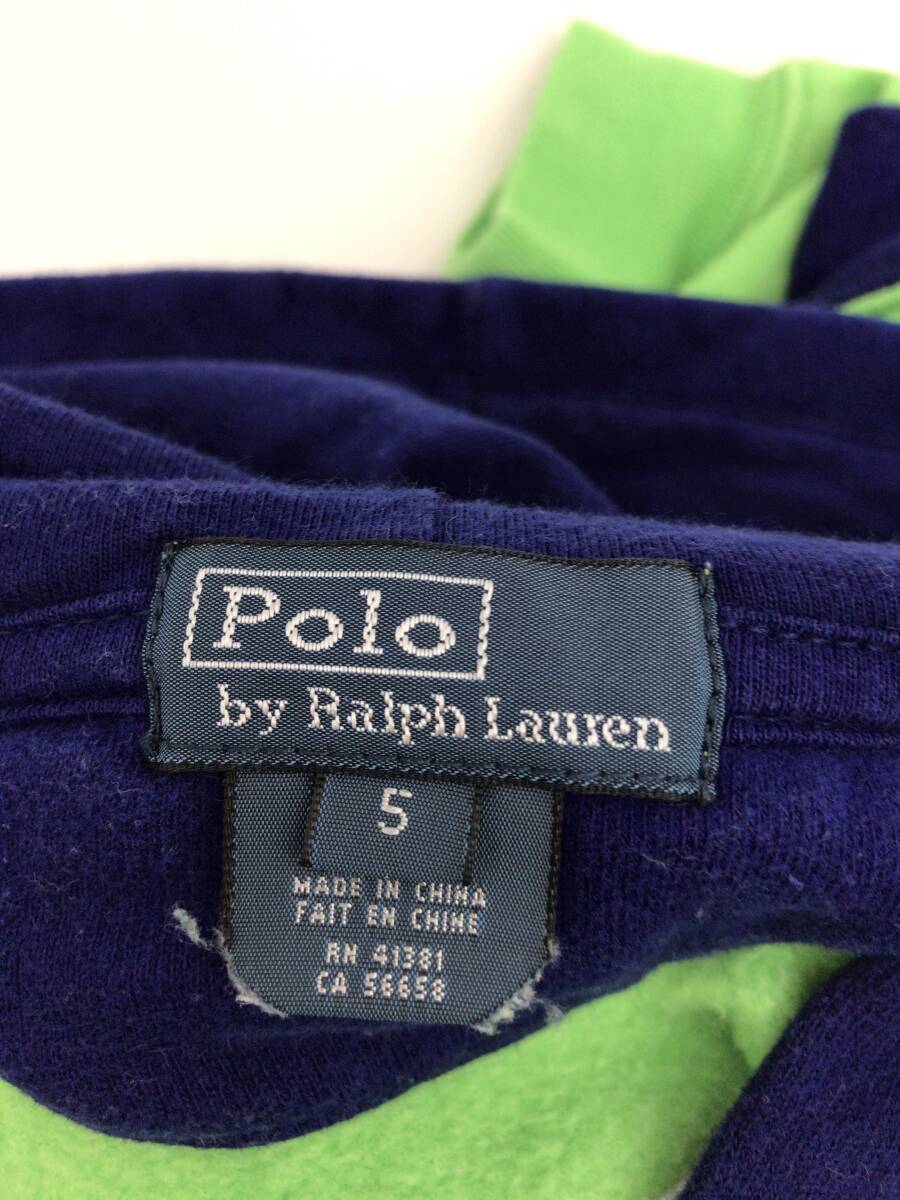 Polo
by Ralph Lauren
5
MADE IN CHINA
FAIT EN CHINE
RN 41381
CA 56658